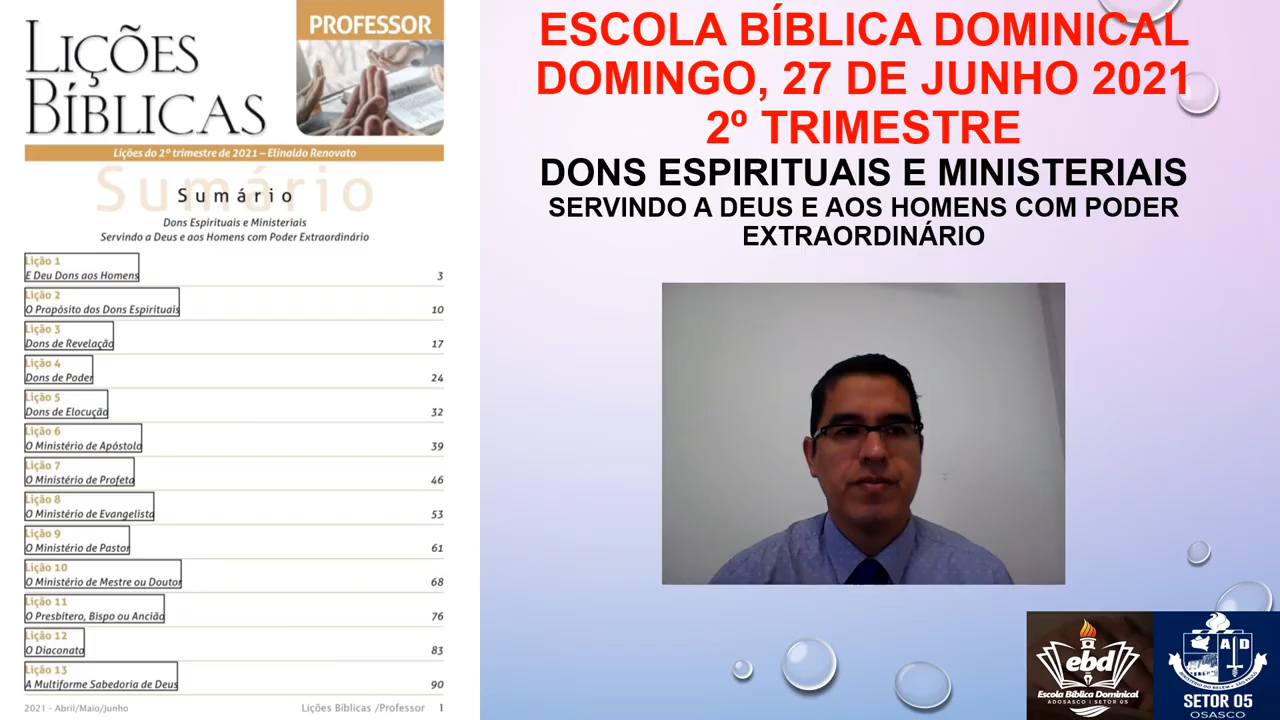 LIÇÕES
BÍBLICAS
PROFESSOR
Lições do 2º trimestre de 2021 – Elinaldo Renovato
Sumário
Sumário
Dons Espirituais e Ministeriais
Servindo a Deus e aos Homens com Poder Extraordinário
Lição 1
E Deu Dons aos Homens 3
Lição 2
O Propósito dos Dons Espirituais 10
Lição 3
Dons de Revelação 17
Lição 4
Dons de Poder 24
Lição 5
Dons de Elocução 32
Lição 6
O Ministério de Apóstolo 39
Lição 7
O Ministério de Profeta 46
Lição 8
O Ministério de Evangelista 53
Lição 9
O Ministério de Pastor 61
Lição 10
O Ministério de Mestre ou Doutor 68
Lição 11
O Presbítero, Bispo ou Ancião 76
Lição 12
O Diaconato 83
Lição 13
A Multiforme Sabedoria de Deus 90
2021 - Abril/Maio/Junho Lições Bíblicas /Professor 1
ESCOLA BÍBLICA DOMINICAL
DOMINGO, 27 DE JUNHO 2021
2º TRIMESTRE
DONS ESPIRITUAIS E MINISTERIAIS
SERVINDO A DEUS E AOS HOMENS COM PODER
EXTRAORDINÁRIO
ebd
Escola Bíblica Dominical
ADOSASCO | SETOR 05
A D
SETOR 05
OSASCO